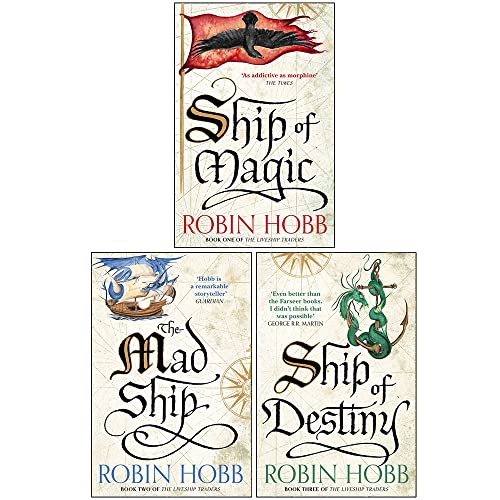 'As addictive as morphine'
THE TIMES
Ship of
Magic
ROBIN HOBB
BOOK ONE OF THE LIVESHIP TRADERS
'Hobb is
a remarkable
storyteller'
GUARDIAN
The
Mad
Ship
ROBIN HOBB
BOOK TWO OF THE LIVESHIP TRADERS
'Even better than
the Farseer books.
I didn't think that
was possible'
GEORGE R.R. MARTIN
Ship
of
Destiny
ROBIN HOBB
BOOK THREE OF THE LIVESHIP TRADERS